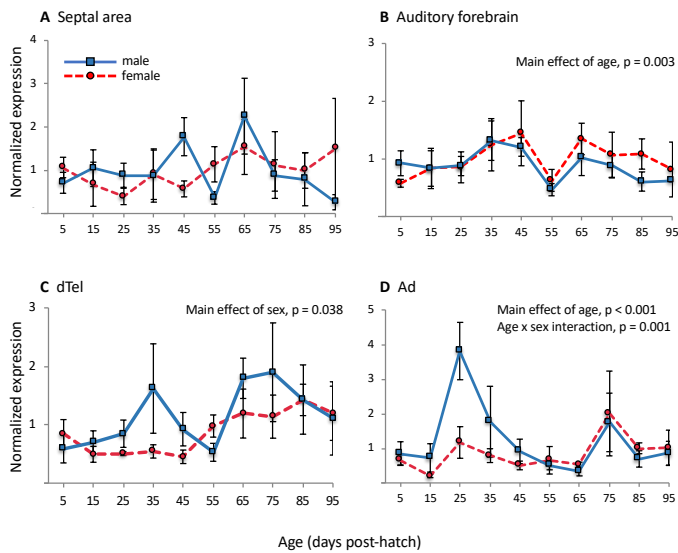 A Septal area
B Auditory forebrain
4
3
2
1
male
female
Normalized expression
5 15 25 35 45 55 65 75 85 95
3
2
1
Main effect of age, p = 0.003
5 15 25 35 45 55 65 75 85 95
C dTel
D Ad
3
2
1
Main effect of sex, p = 0.038
Normalized expression
5 15 25 35 45 55 65 75 85 95
5
4
3
2
1
Main effect of age, p < 0.001
Age x sex interaction, p = 0.001
5 15 25 35 45 55 65 75 85 95
Age (days post-hatch)